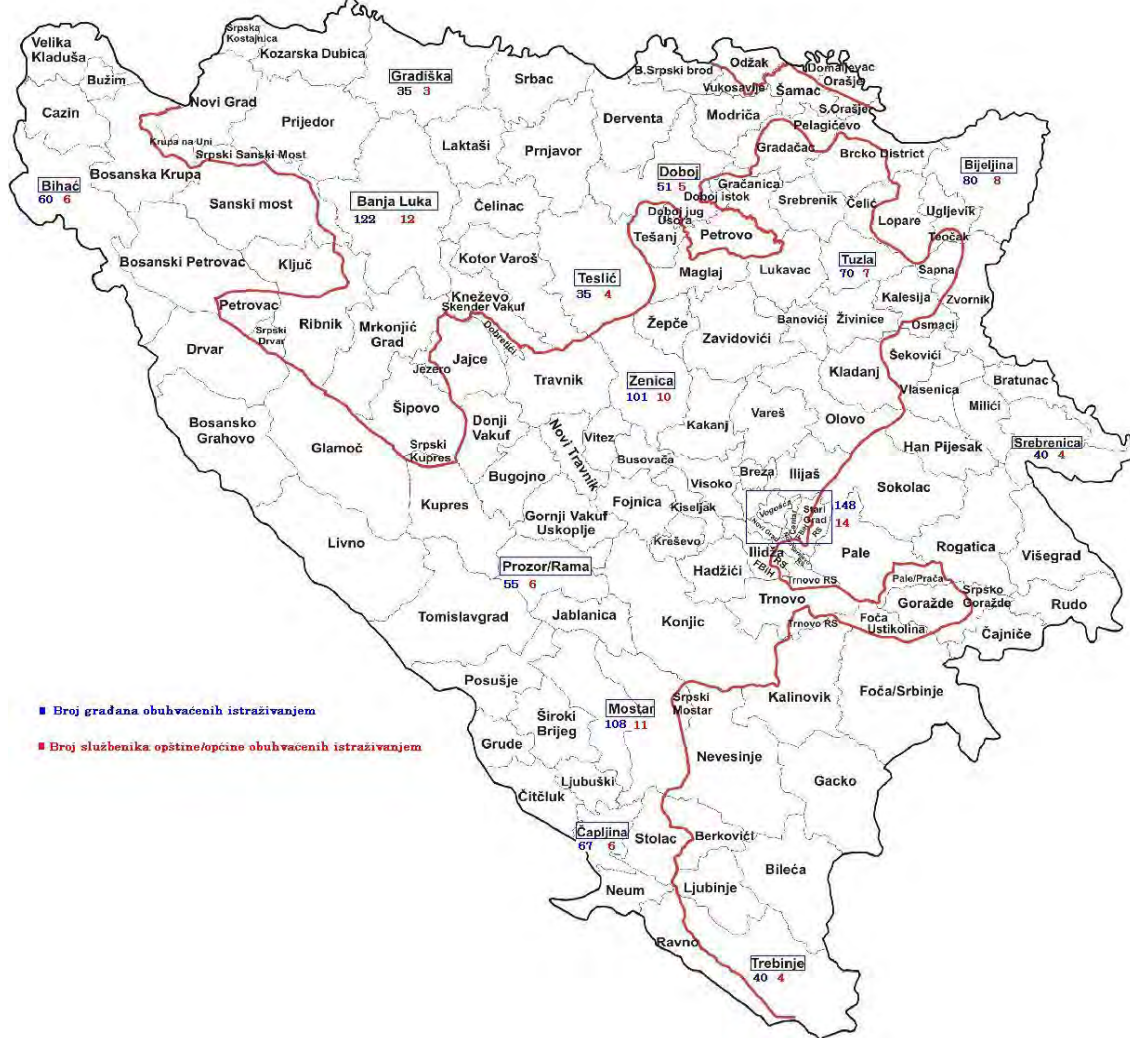 Velika
Kladuša
Bužim
Cazin
Bihać
60 6
Bosanska Krupa
Krupa na Uni
Srpska
Kostajnica
Kozarska Dubica
Novi Grad
Prijedor
Srpski Sanski Most
Sanski most
Bosanski Petrovac
Ključ
Gradiška
35 3
Srbac
Laktaši
Prnjavor
Derventa
Banja Luka
122 12
Čelinac
Kotor Varoš
Kneževo
Skender Vakuf
Dobretići
Teslić
35 4
B.Srpski brod
Odžak
Vukosavlje
Domaljevac
Orašje
Šamac
S.Orašje
Modriča
Pelagićevo
Gradačac
Brcko District
Bijeljina
80 8
Doboj
51 5
Gračanica
Doboj istok
Doboj jug
Usora
Tešanj
Petrovo
Srebrenik
Čelić
Lopare
Ugljevik
Teočak
Maglaj
Lukavac
Tuzla
70 7
Sapna
Kalesija
Zvornik
Banovići
Živinice
Osmaci
Žepče
Zavidovići
Petrovac
Srpski
Drvar
Ribnik
Mrkonjić
Grad
Drvar
Jezero
Jajce
Šipovo
Srpski
Kupres
Travnik
Zenica
101 10
Kladanj
Šekovići
Vlasenica
Bratunac
Milići
Srebrenica
40 4
Bosansko
Grahovo
Glamoč
Donji
Vakuf
Bugojno
Novi Travnik
Vitez
Busovača
Kakanj
Vareš
Olovo
Han Pijesak
Breza
Ilijaš
Visoko
Sokolac
Kupres
Gornji Vakuf
Uskoplje
Fojnica
Kiseljak
Kreševo
Vogošća
Novi Grad
Centar
Stari
Grad
RS
148
14
Livno
Prozor/Rama
55 6
Hadžići
Ilidža
RS
FBiH
Pale
Rogatica
Višegrad
Trnovo RS
Trnovo
Pale/Prača
Goražde
Srpsko
Goražde
Rudo
Čajniče
Foča
Ustikolina
Trnovo RS
Tomislavgrad
Jablanica
Konjic
Posušje
Široki
Brijeg
Grude
Mostar
108 11
Srpski
Mostar
Kalinovik
Foča/Srbinje
Broj građana obuhvaćenih istraživanjem
Broj službenika opštine/općine obuhvaćenih istraživanjem
Nevesinje
Gacko
Ljubuški
Čitčluk
Čapljina
67 6
Stolac
Berkovići
Bileća
Neum
Ljubinje
Ravno
Trebinje
40 4